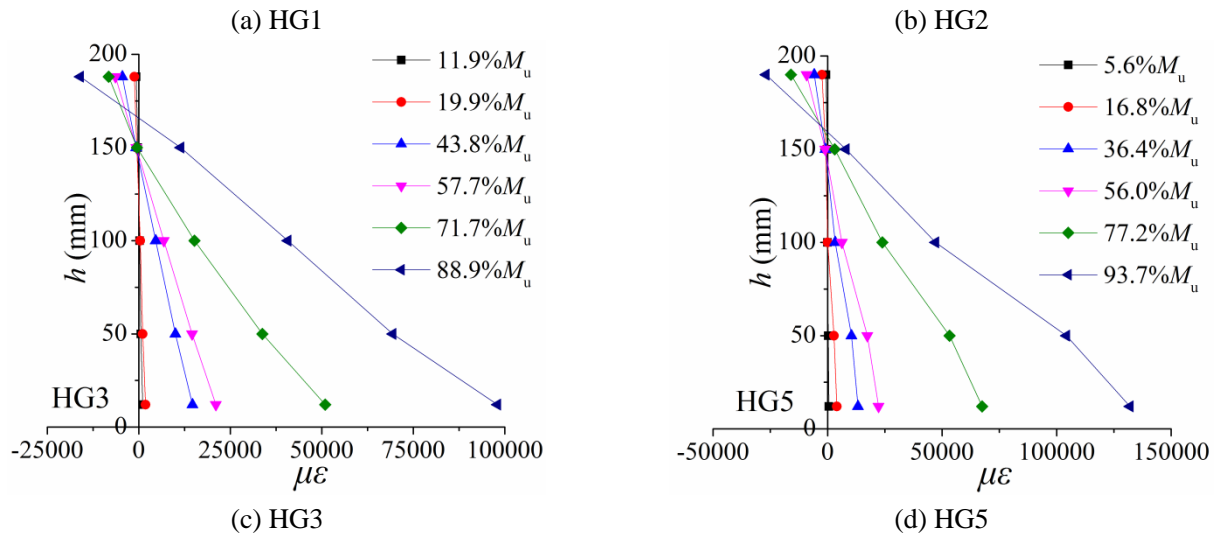 (a) HG1
(b) HG2
200
150
100
50
0
h (mm)
11.9%Mu
19.9%Mu
43.8%Mu
57.7%Mu
71.7%Mu
88.9%Mu
HG3
-25000 0 25000 50000 75000 100000
με
(c) HG3
200
150
100
50
0
h (mm)
5.6%Mu
16.8%Mu
36.4%Mu
56.0%Mu
77.2%Mu
93.7%Mu
HG5
-50000 0 50000 100000 150000
με
(d) HG5